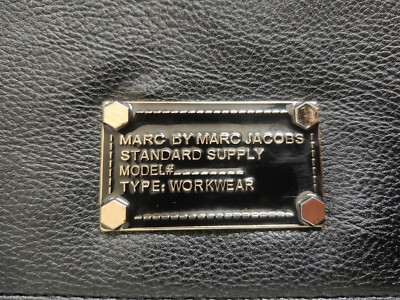 MARC BY MARC JACOBS
STANDARD SUPPLY
MODEL#_ _ _ _ _ _ _ _
TYPE: WORKWEAR